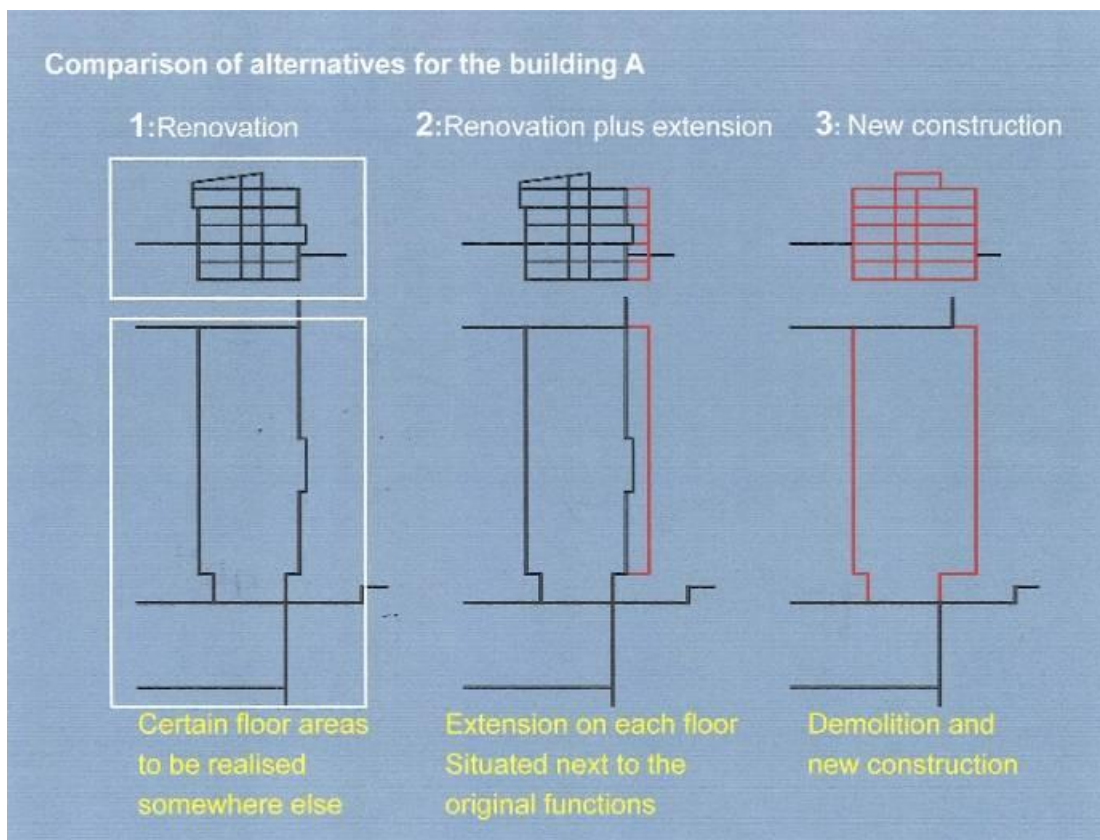 Comparison of alternatives for the building A
1:Renovation
2:Renovation plus extension
3: New construction
Certain floor areas
to be realised
somewhere else
Extension on each floor
Situated next to the
original functions
Demolition and
new construction